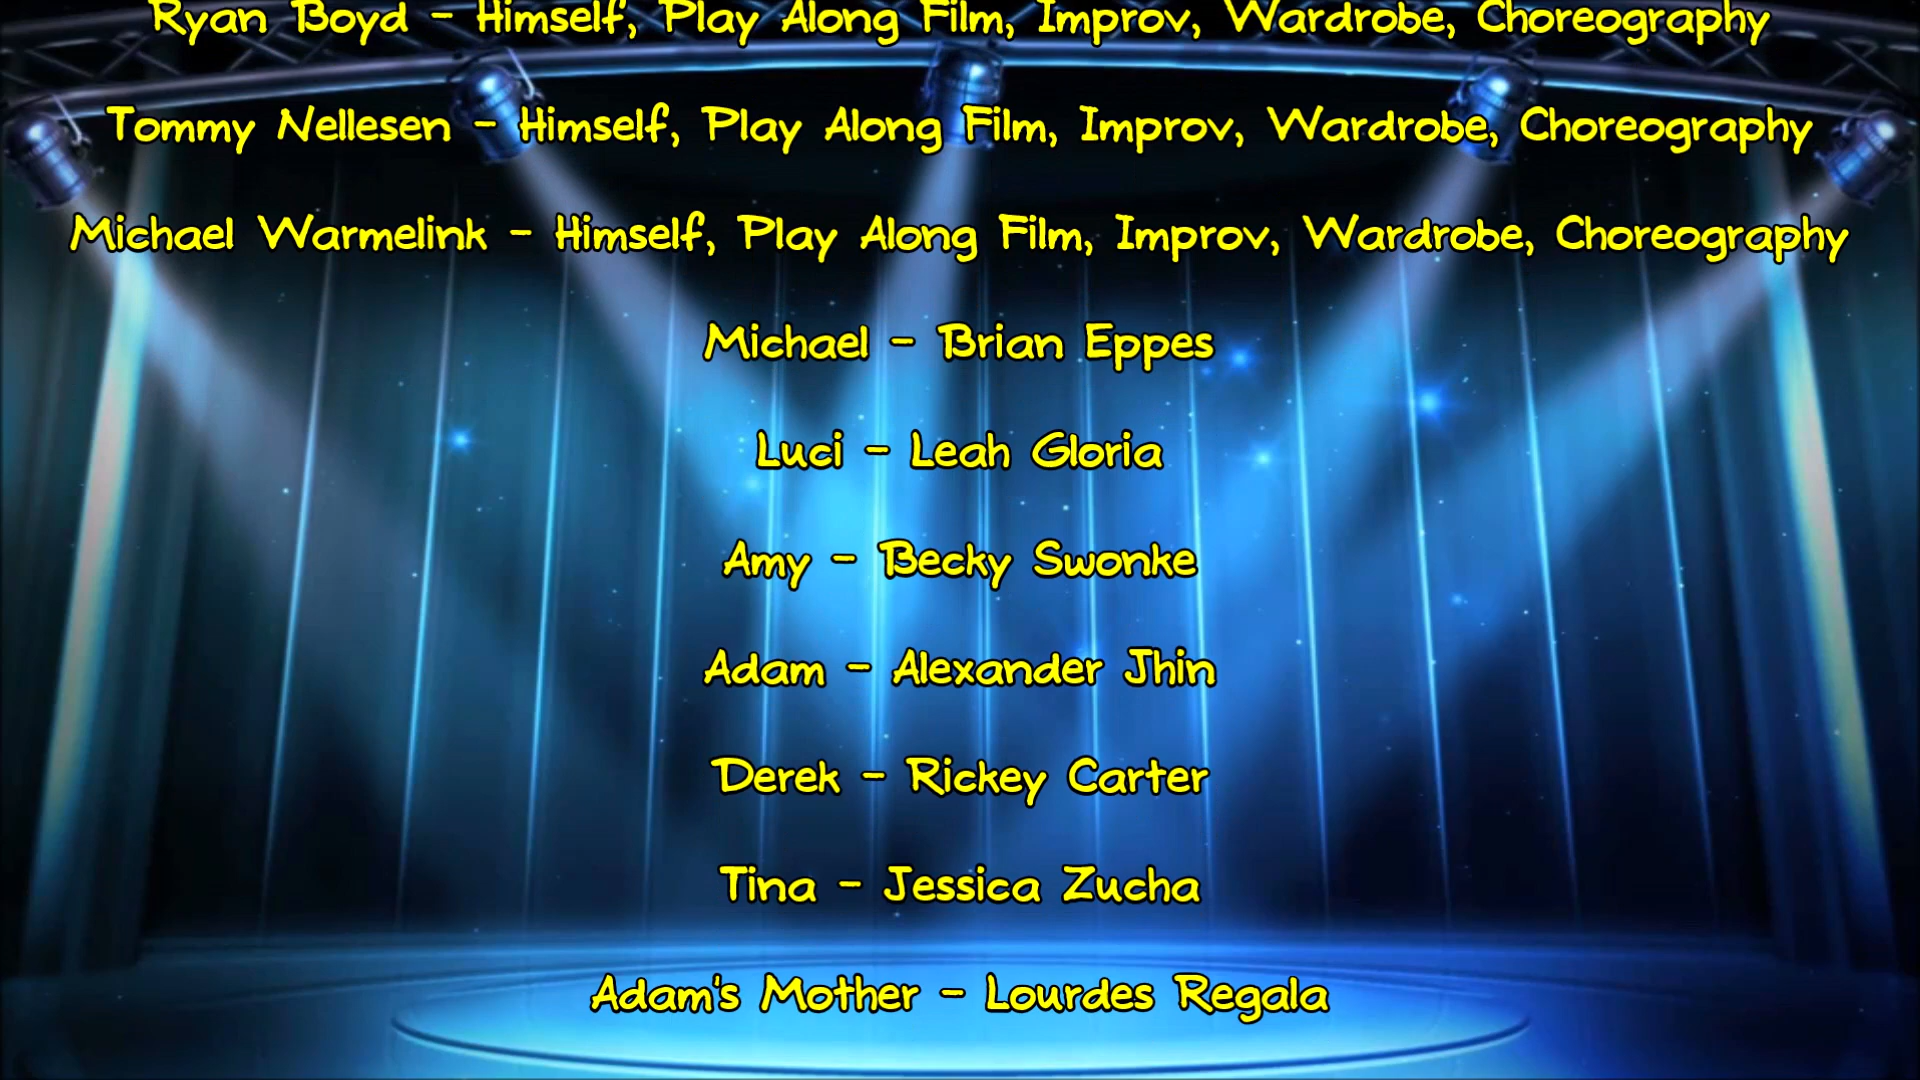 Ryan Boyd - Himself, Play Along Film, Improv, Wardrobe, Choreography
Tommy Nellesen - Himself, Play Along Film, Improv, Wardrobe, Choreography
Michael Warmelink - Himself, Play Along Film, Improv, Wardrobe, Choreography
Michael - Brian Eppes
Luci - Leah Gloria
Amy - Becky Swonke
Adam - Alexander Jhin
Derek - Rickey Carter
Tina - Jessica Zucha
Adam's Mother - Lourdes Regala